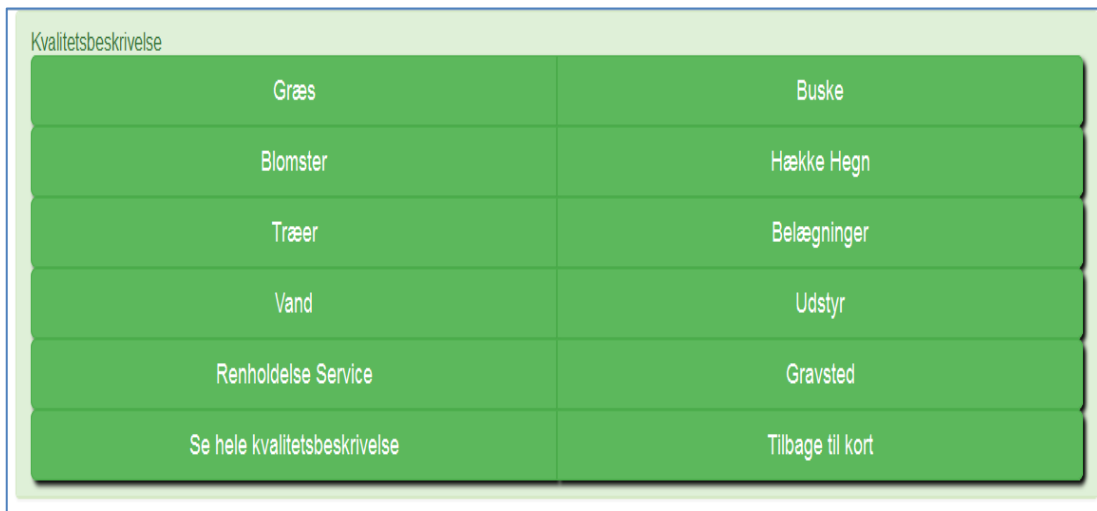 Kvalitetsbeskrivelse
Græs
Buske
Blomster
Hække Hegn
Træer
Belægninger
Vand
Udstyr
Renholdelse Service
Gravsted
Se hele kvalitetsbeskrivelse
Tilbage til kort